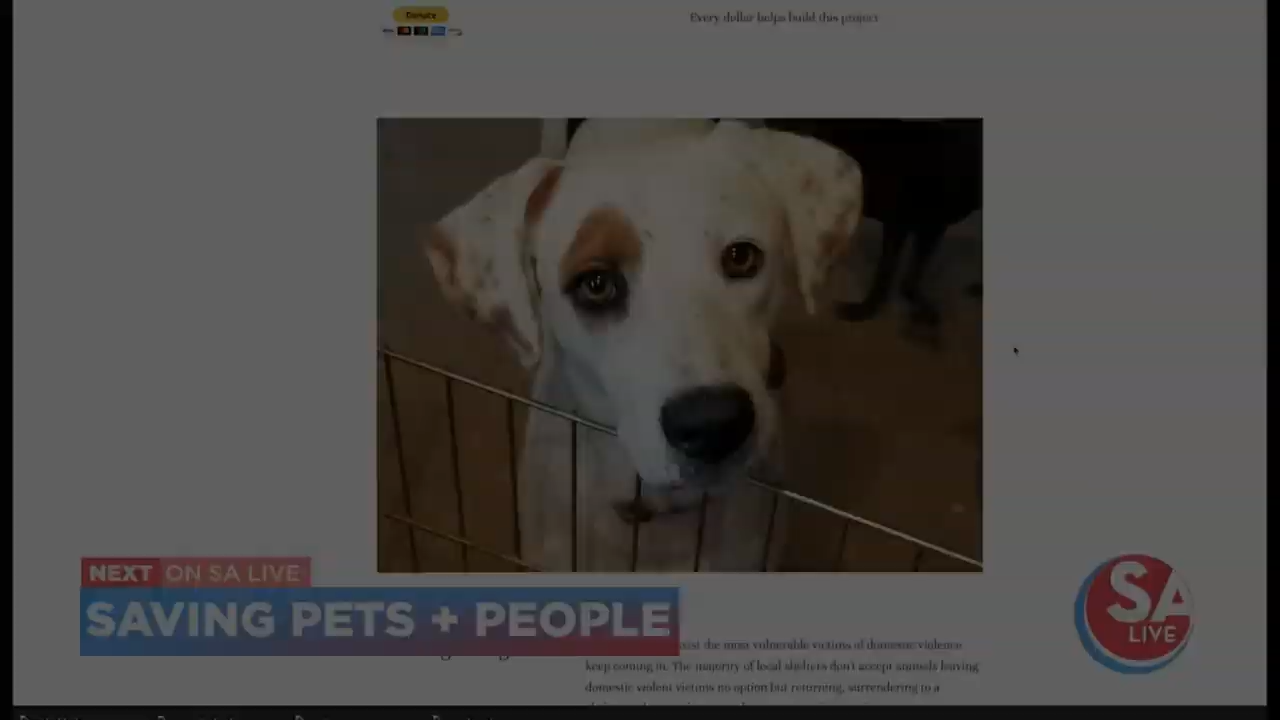 Donate
Every dollar helps build this project
NEXT ON SA LIVE
SAVING PETS + PEOPLE
SA
LIVE
the most vulnerable victims of domestic violence
keep coming in. The majority of local shelters don't accept animals leaving
domestic violent victims no option but returning, surrendering to a